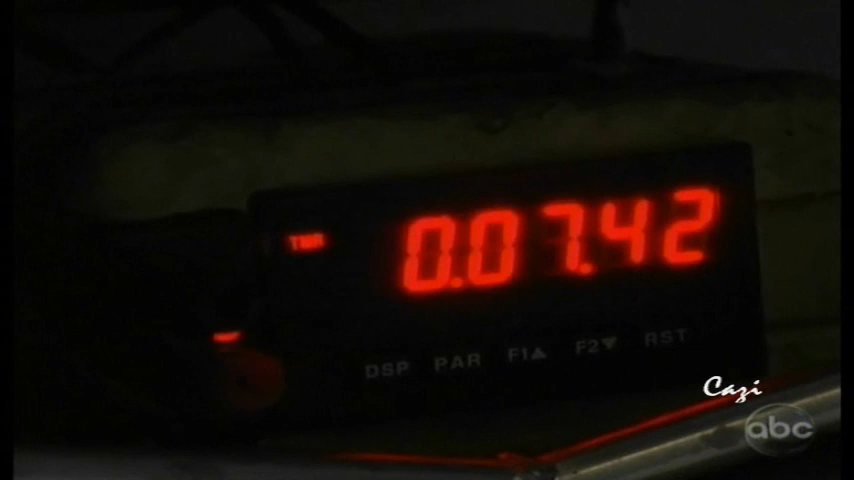 TMR
0.07.42
DSP PAR F1▲ F2▼ RST
Cazi
abc